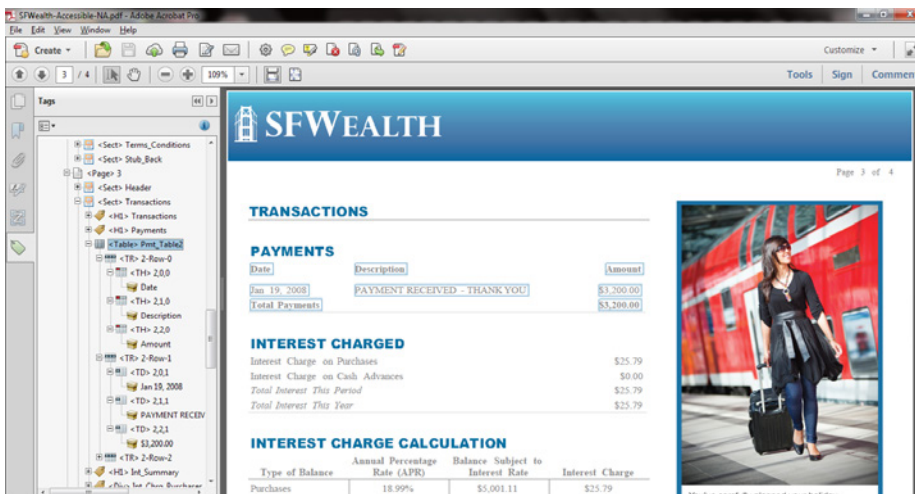 SFWealth-Accessible-NA.pdf - Adobe Acrobat Pro
File Edit View Window Help
Create Customize
3 / 4 109% Tools Sign Commen
Tags
<Sect> Terms_Conditions
<Sect> Stub_Back
<Page> 3
<Sect> Header
<Sect> Transactions
<H1> Transactions
<H1> Payments
<Table> Pmt_Table2
<TR> 2-Row-0
<TH> 2,0,0
Date
<TH> 2,1,0
Description
<TH> 2,2,0
Amount
<TR> 2-Row-1
<TD> 2,0,1
Jan 19, 2008
<TD> 2,1,1
PAYMENT RECEIV
<TD> 2,2,1
$3,200.00
<TR> 2-Row-2
<H1> Int_Summary
SFWEALTH
Page 3 of 4
TRANSACTIONS
PAYMENTS
Date Description Amount
Jan 19, 2008 PAYMENT RECEIVED - THANK YOU $3,200.00
Total Payments $3,200.00
INTEREST CHARGED
Interest Charge on Purchases $25.79
Interest Charge on Cash Advances $0.00
Total Interest This Period $25.79
Total Interest This Year $25.79
INTEREST CHARGE CALCULATION
Annual Percentage Balance Subject to
Type of Balance Rate (APR) Interest Rate Interest Charge
Purchases 18.99% $5,001.11 $25.79